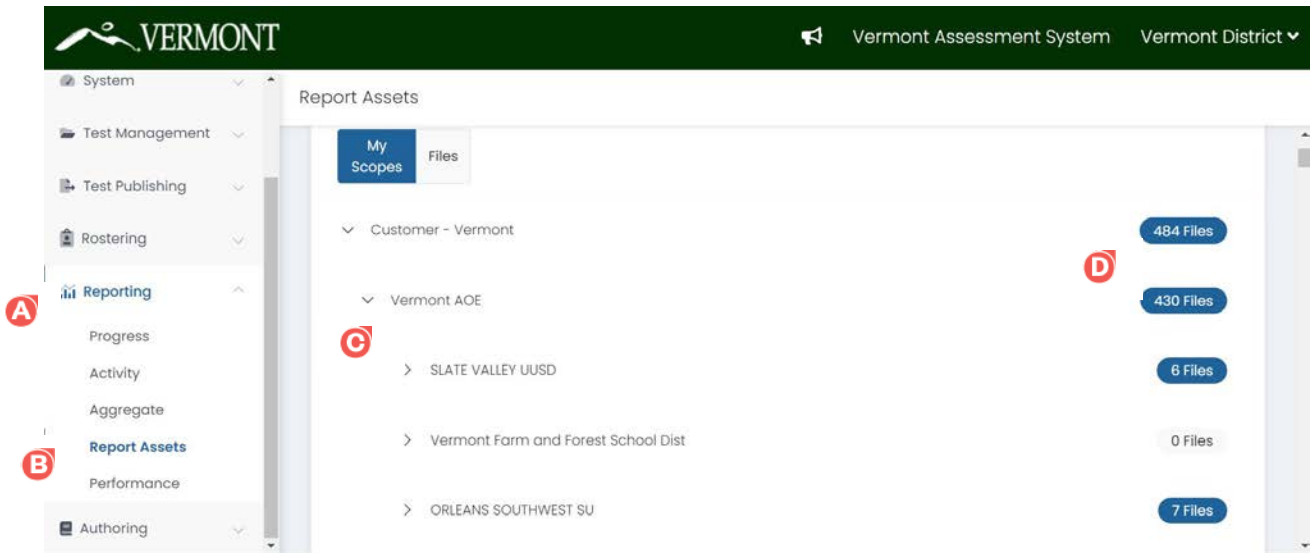 VERMONT
Vermont Assessment System
Vermont District
System
Test Management
Test Publishing
Rostering
A
Reporting
Progress
Activity
Aggregate
B
Report Assets
Performance
Authoring
Report Assets
My
Scopes
Files
Customer - Vermont
484 Files
D
Vermont AOE
430 Files
C
SLATE VALLEY UUSD
6 Files
Vermont Farm and Forest School Dist
0 Files
ORLEANS SOUTHWEST SU
7 Files